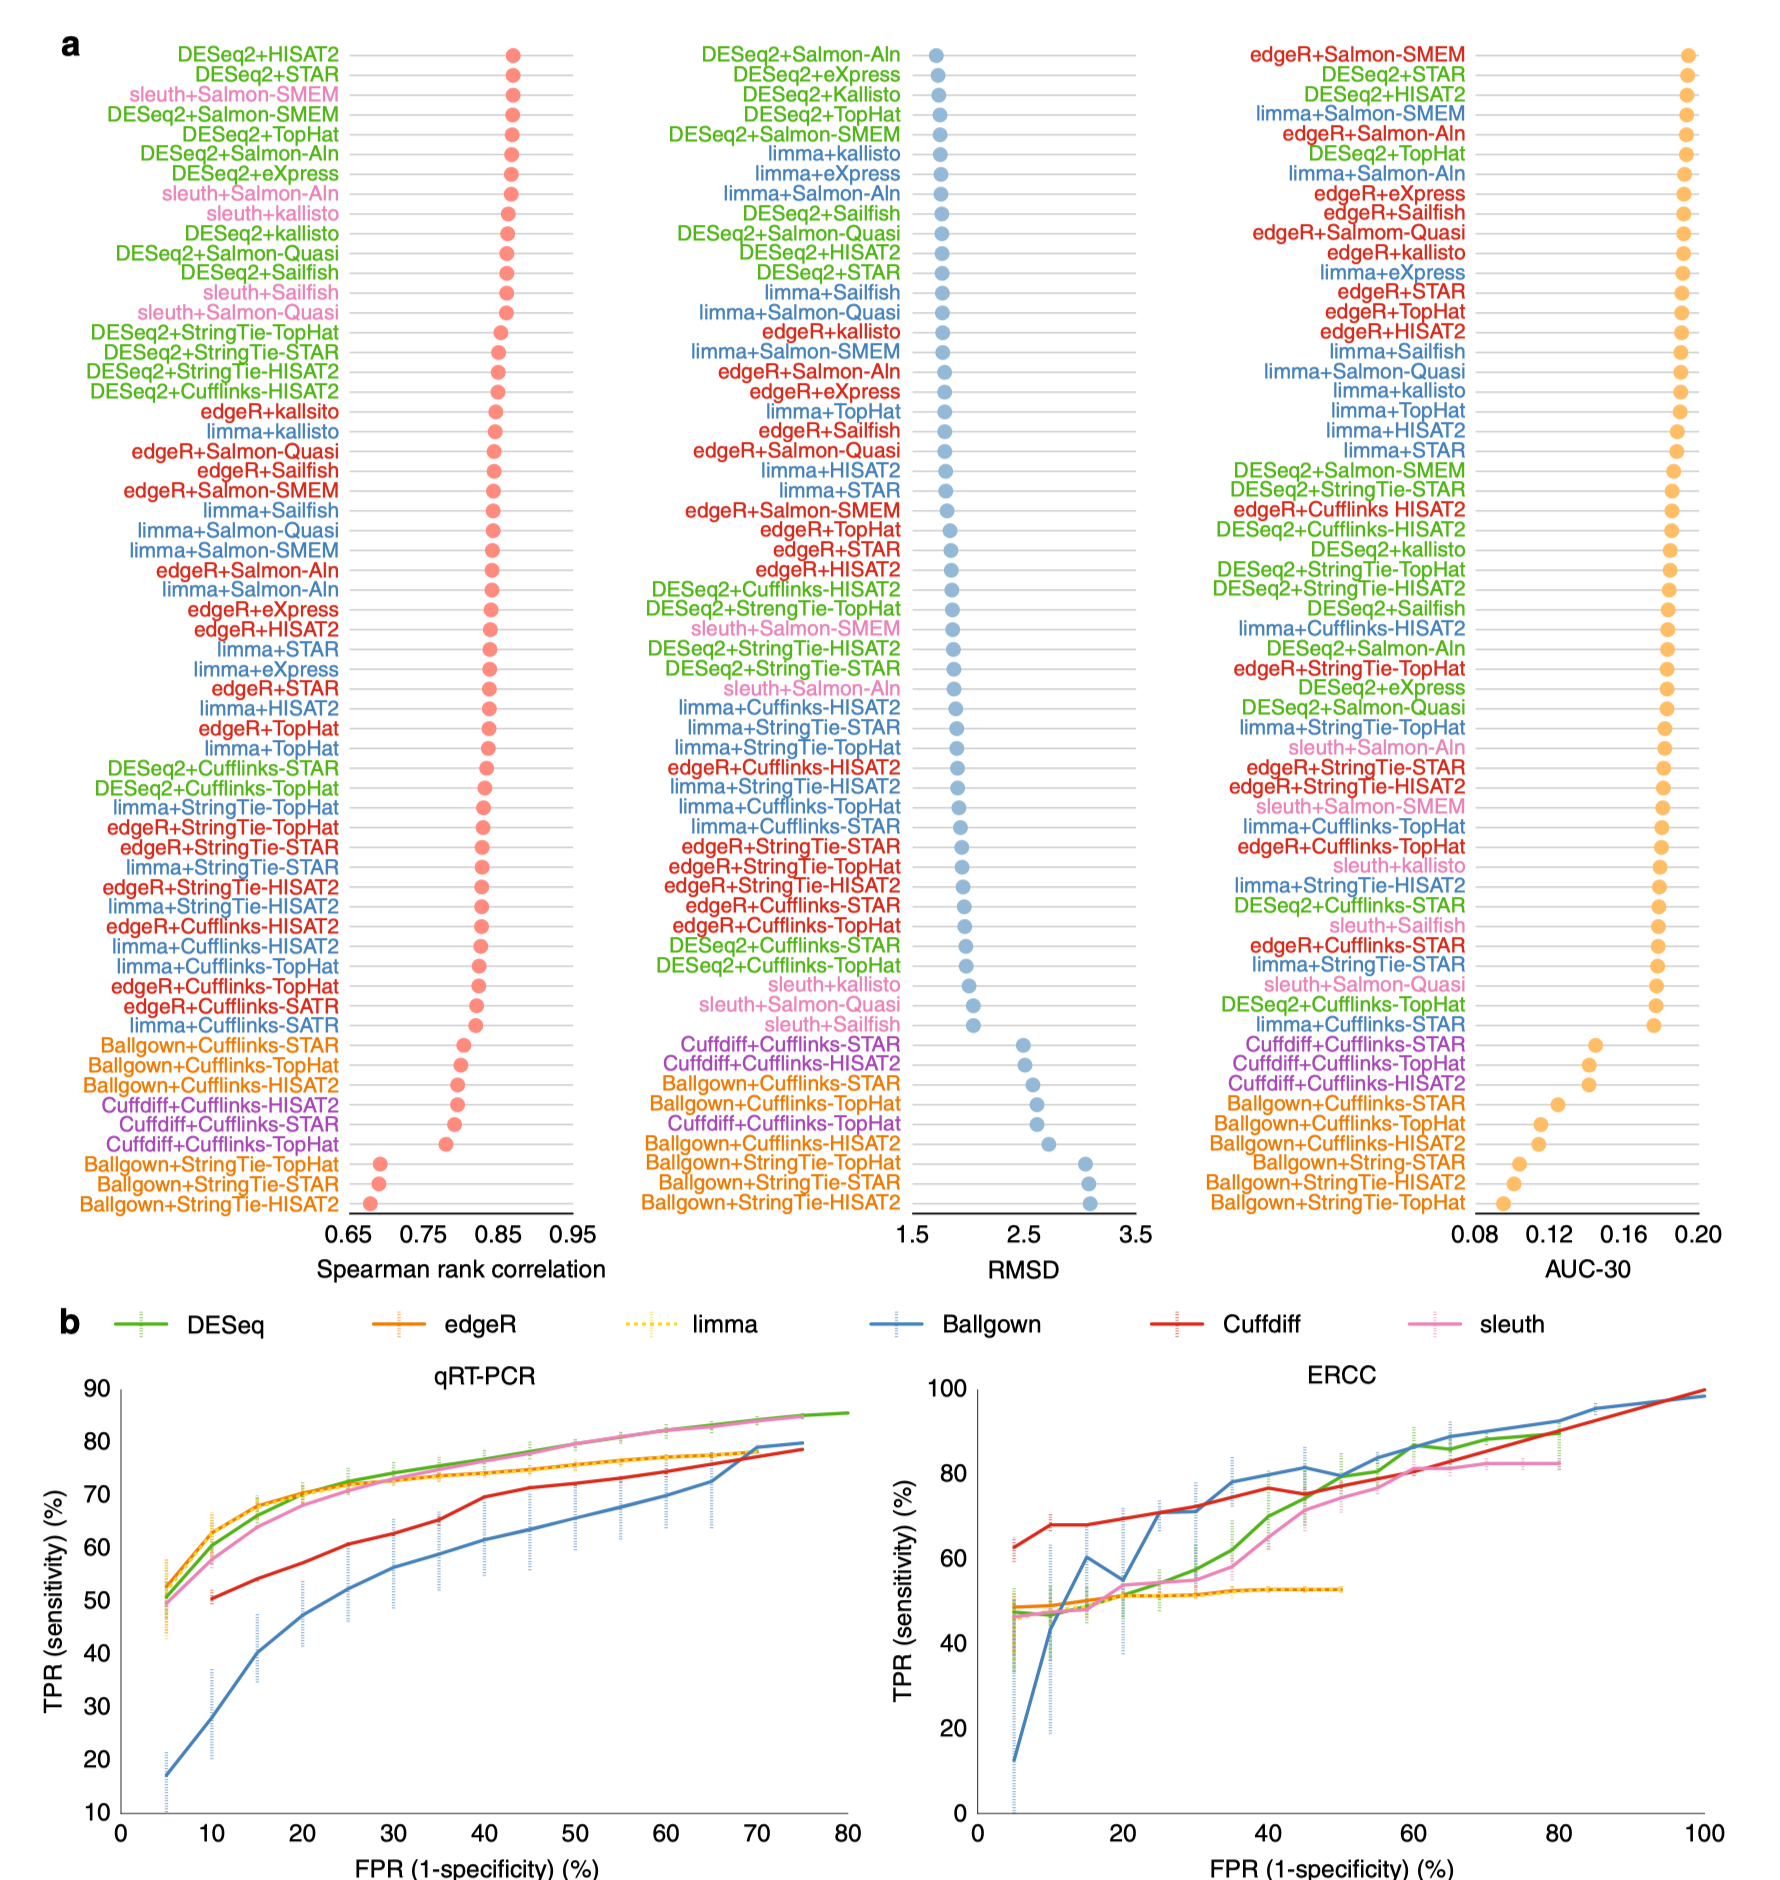 a
DESeq2+HISAT2
DESeq2+STAR
sleuth+Salmon-SMEM
DESeq2+Salmon-SMEM
DESeq2+TopHat
DESeq2+Salmon-Aln
DESeq2+eXpress
sleuth+Salmon-Aln
sleuth+kallisto
DESeq2+kallisto
DESeq2+Salmon-Quasi
DESeq2+Sailfish
sleuth+Sailfish
sleuth+Salmon-Quasi
DESeq2+StringTie-TopHat
DESeq2+StringTie-STAR
DESeq2+StringTie-HISAT2
DESeq2+Cufflinks-HISAT2
edgeR+kallsito
limma+kallisto
edgeR+Salmon-Quasi
edgeR+Sailfish
edgeR+Salmon-SMEM
limma+Sailfish
limma+Salmon-Quasi
limma+Salmon-SMEM
edgeR+Salmon-Aln
limma+Salmon-Aln
edgeR+eXpress
edgeR+HISAT2
limma+STAR
limma+eXpress
edgeR+STAR
limma+HISAT2
edgeR+TopHat
limma+TopHat
DESeq2+Cufflinks-STAR
DESeq2+Cufflinks-TopHat
limma+StringTie-TopHat
edgeR+StringTie-TopHat
edgeR+StringTie-STAR
limma+StringTie-STAR
edgeR+StringTie-HISAT2
limma+StringTie-HISAT2
edgeR+Cufflinks-HISAT2
limma+Cufflinks-HISAT2
limma+Cufflinks-TopHat
edgeR+Cufflinks-TopHat
edgeR+Cufflinks-SATR
limma+Cufflinks-SATR
Ballgown+Cufflinks-STAR
Ballgown+Cufflinks-TopHat
Ballgown+Cufflinks-HISAT2
Cuffdiff+Cufflinks-HISAT2
Cuffdiff+Cufflinks-STAR
Cuffdiff+Cufflinks-TopHat
Ballgown+StringTie-TopHat
Ballgown+StringTie-STAR
Ballgown+StringTie-HISAT2
0.65 0.75 0.85 0.95
Spearman rank correlation
DESeq2+Salmon-Aln
DESeq2+eXpress
DESeq2+Kallisto
DESeq2+TopHat
DESeq2+Salmon-SMEM
limma+kallisto
limma+eXpress
limma+Salmon-Aln
DESeq2+Sailfish
DESeq2+Salmon-Quasi
DESeq2+HISAT2
DESeq2+STAR
limma+Sailfish
limma+Salmon-Quasi
edgeR+kallisto
limma+Salmon-SMEM
edgeR+Salmon-Aln
edgeR+eXpress
limma+TopHat
edgeR+Sailfish
edgeR+Salmon-Quasi
limma+HISAT2
limma+STAR
edgeR+Salmon-SMEM
edgeR+TopHat
edgeR+STAR
edgeR+HISAT2
DESeq2+Cufflinks-HISAT2
DESeq2+StrengTie-TopHat
sleuth+Salmon-SMEM
DESeq2+StringTie-HISAT2
DESeq2+StringTie-STAR
sleuth+Salmon-Aln
limma+Cuffinks-HISAT2
limma+StringTie-STAR
limma+StringTie-TopHat
edgeR+Cufflinks-HISAT2
limma+StringTie-HISAT2
limma+Cufflinks-TopHat
limma+Cufflinks-STAR
edgeR+StringTie-STAR
edgeR+StringTie-TopHat
edgeR+StringTie-HISAT2
edgeR+Cufflinks-STAR
edgeR+Cufflinks-TopHat
DESeq2+Cufflinks-STAR
DESeq2+Cufflinks-TopHat
sleuth+kallisto
sleuth+Salmon-Quasi
sleuth+Sailfish
Cuffdiff+Cufflinks-STAR
Cuffdiff+Cufflinks-HISAT2
Ballgown+Cufflinks-STAR
Ballgown+Cufflinks-TopHat
Cuffdiff+Cufflinks-TopHat
Ballgown+Cufflinks-HISAT2
Ballgown+StringTie-TopHat
Ballgown+StringTie-STAR
Ballgown+StringTie-HISAT2
1.5 2.5 3.5
RMSD
edgeR+Salmon-SMEM
DESeq2+STAR
DESeq2+HISAT2
limma+Salmon-SMEM
edgeR+Salmon-Aln
DESeq2+TopHat
limma+Salmon-Aln
edgeR+eXpress
edgeR+Sailfish
edgeR+Salmom-Quasi
edgeR+kallisto
limma+eXpress
edgeR+STAR
edgeR+TopHat
edgeR+HISAT2
limma+Sailfish
limma+Salmon-Quasi
limma+kallisto
limma+TopHat
limma+HISAT2
limma+STAR
DESeq2+Salmon-SMEM
DESeq2+StringTie-STAR
edgeR+Cufflinks HISAT2
DESeq2+Cufflinks-HISAT2
DESeq2+kallisto
DESeq2+StringTie-TopHat
DESeq2+StringTie-HISAT2
DESeq2+Sailfish
limma+Cufflinks-HISAT2
DESeq2+Salmon-Aln
edgeR+StringTie-TopHat
DESeq2+eXpress
DESeq2+Salmon-Quasi
limma+StringTie-TopHat
sleuth+Salmon-Aln
edgeR+StringTie-STAR
edgeR+StringTie-HISAT2
sleuth+Salmon-SMEM
limma+Cufflinks-TopHat
edgeR+Cufflinks-TopHat
sleuth+kallisto
limma+StringTie-HISAT2
DESeq2+Cufflinks-STAR
sleuth+Sailfish
edgeR+Cufflinks-STAR
limma+StringTie-STAR
sleuth+Salmon-Quasi
DESeq2+Cufflinks-TopHat
limma+Cufflinks-STAR
Cuffdiff+Cufflinks-STAR
Cuffdiff+Cufflinks-TopHat
Cuffdiff+Cufflinks-HISAT2
Ballgown+Cufflinks-STAR
Ballgown+Cufflinks-TopHat
Ballgown+Cufflinks-HISAT2
Ballgown+String-STAR
Ballgown+StringTie-HISAT2
Ballgown+StringTie-TopHat
0.08 0.12 0.16 0.20
AUC-30
b
DESeq edgeR limma Ballgown Cuffdiff sleuth
qRT-PCR
TPR (sensitivity) (%)
90
80
70
60
50
40
30
20
10
0 10 20 30 40 50 60 70 80
FPR (1-specificity) (%)
ERCC
TPR (sensitivity) (%)
100
80
60
40
20
0
0 20 40 60 80 100
FPR (1-specificity) (%)